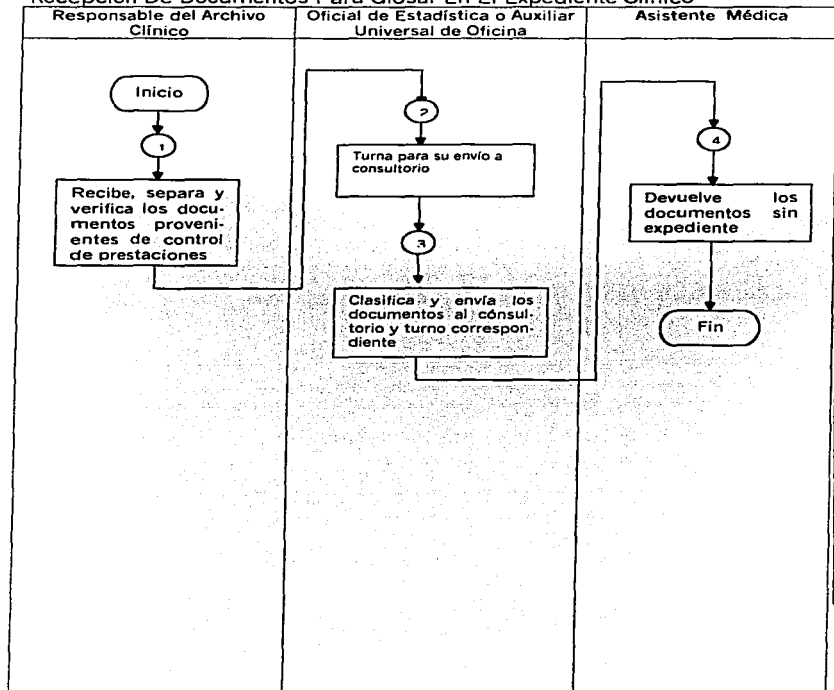 Recepción De Documentos Para Glosar En El Expediente Clínico
Responsable del Archivo
Clínico
Oficial de Estadística o Auxiliar
Universal de Oficina
Asistente Médica
Inicio
1
Recibe, separa y
verifica los docu-
mentos proveni-
entes de control
de prestaciones
2
Turna para su envío a
consultorio
3
Clasifica y envía los
documentos al consul-
torio y turno correspon-
diente
4
Devuelve los
documentos sin
expediente
Fin